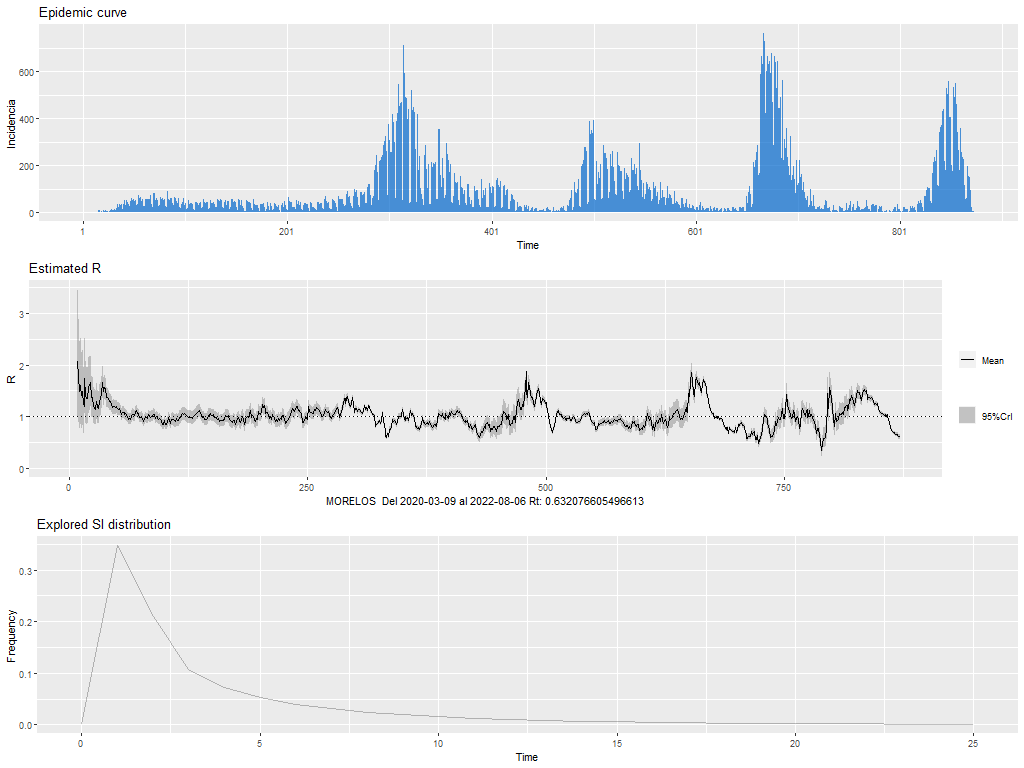 Epidemic curve
Incidencia
600
400
200
0
1
201
401
601
801
Time
Estimated R
R
3
2
1
0
0
250
500
750
MORELOS Del 2020-03-09 al 2022-08-06 Rt: 0.632076605496613
Mean
95%CrI
Explored SI distribution
Frequency
0.3
0.2
0.1
0.0
0
5
10
15
20
25
Time